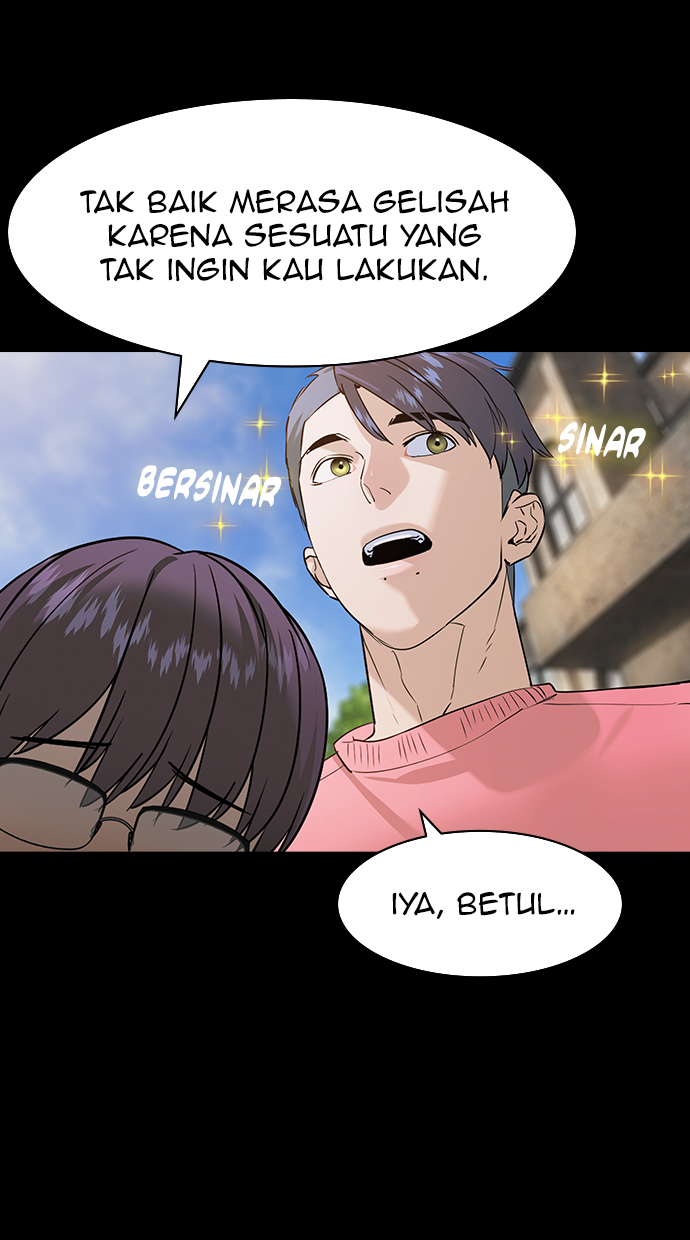 TAK BAIK MERASA GELISAH
KARENA SESUATU YANG
TAK INGIN KAU LAKUKAN.
SINAR
BERSINAR
IYA, BETUL...